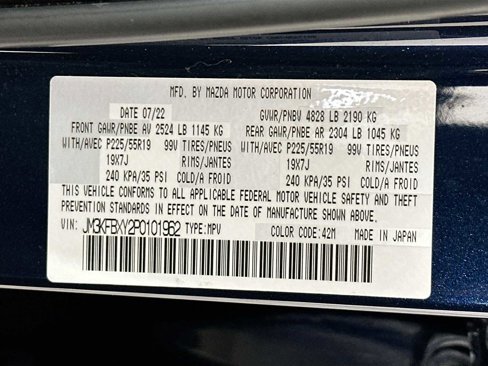 MFD. BY MAZDA MOTOR CORPORATION
DATE 07/22 GVWR/PNBV 4828 LB 2190 KG
FRONT GAWR/PNBE AV 2524 LB 1145 KG REAR GAWR/PNBE AR 2304 LB 1045 KG
WITH/AVEC P225/55R19 99V TIRES/PNEUS WITH/AVEC P225/55R19 99V TIRES/PNEUS
19X7J RIMS/JANTES 19X7J RIMS/JANTES
240 KPA/35 PSI COLD/A FROID 240 KPA/35 PSI COLD/A FROID
THIS VEHICLE CONFORMS TO ALL APPLICABLE FEDERAL MOTOR VEHICLE SAFETY AND THEFT
PREVENTION STANDARDS IN EFFECT ON THE DATE OF MANUFACTURE SHOWN ABOVE.
VIN: JM3KFBXY2P0101962 TYPE:MPV COLOR CODE: 42M MADE IN JAPAN